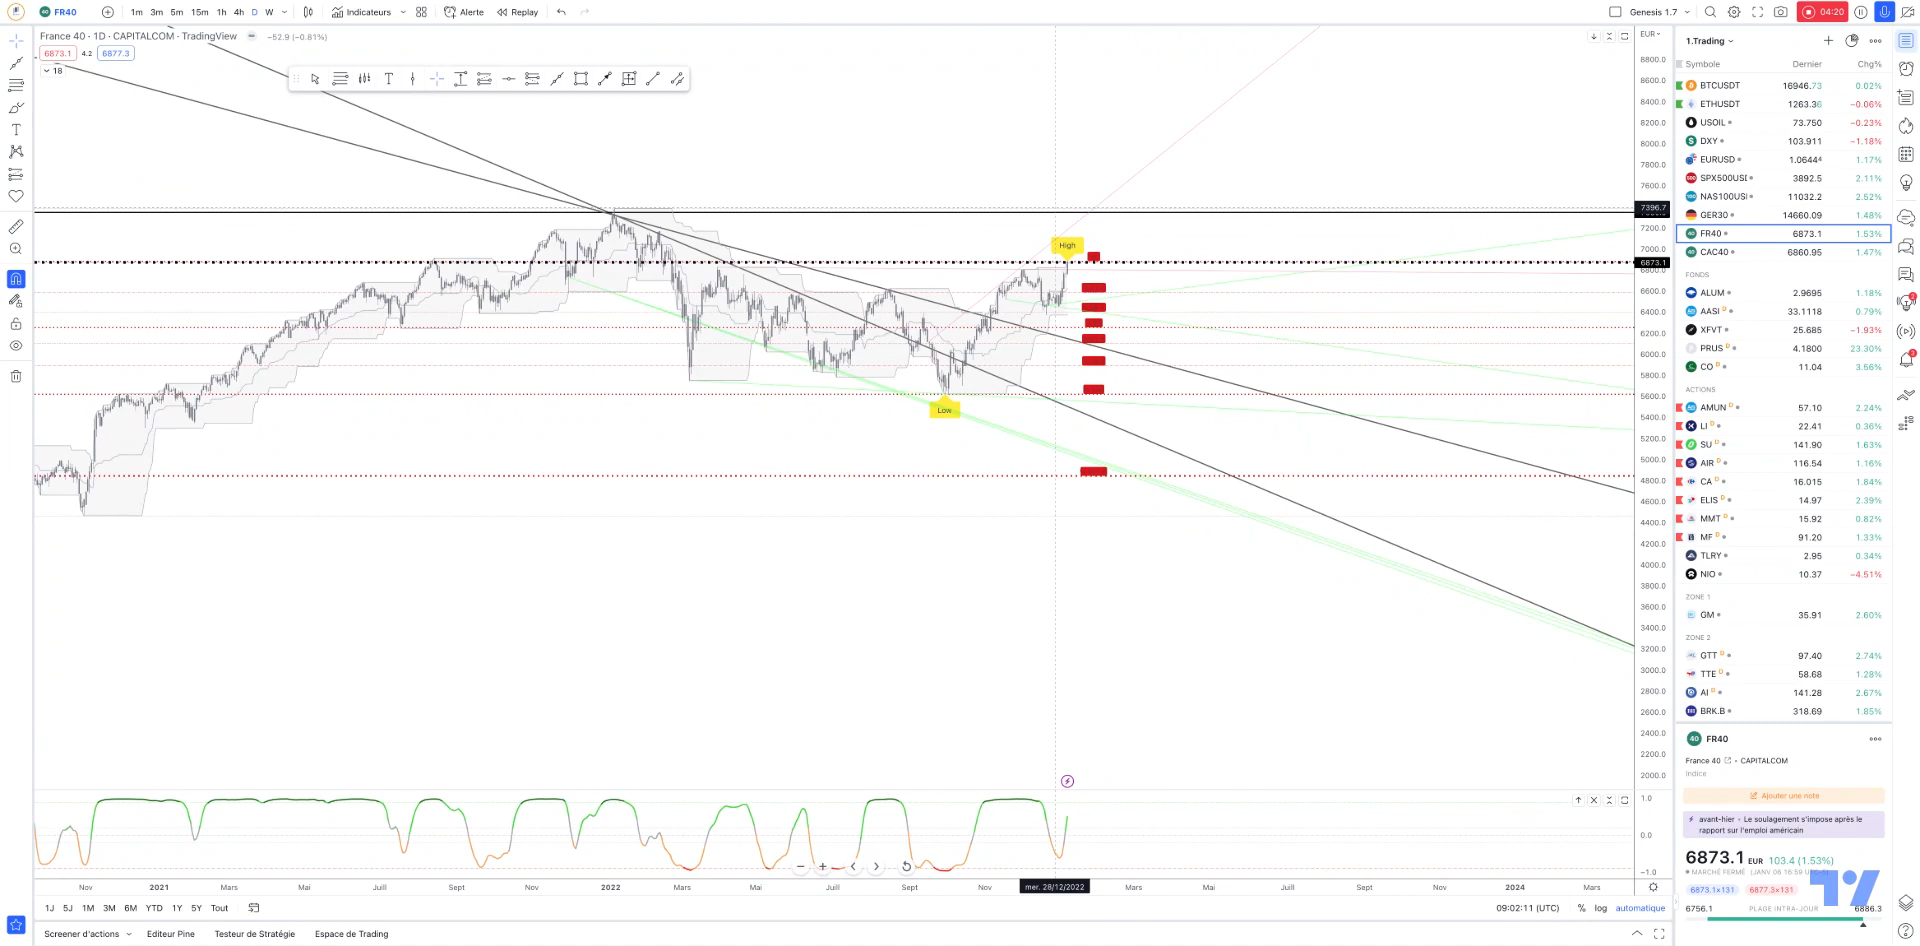 FR40 1m 3m 5m 15m 1h 4h D W Indicateurs Alerte Replay Genesis 1.7 04:20
France 40 · 1D · CAPITALCOM · TradingView −52.9 (−0.81%)
6873.1 4.2 6877.3
18
EUR
8800.0
8600.0
8400.0
8200.0
8000.0
7800.0
7600.0
7396.7
7200.0
7000.0
6873.1
6800.0
6600.0
6400.0
6200.0
6000.0
5800.0
5600.0
5400.0
5200.0
5000.0
4800.0
4600.0
4400.0
4200.0
4000.0
3800.0
3600.0
3400.0
3200.0
3000.0
2800.0
2600.0
2400.0
2200.0
2000.0
High
Low
1.0
0.0
−1.0
Nov 2021 Mars Mai Juill Sept Nov 2022 Mars Mai Juill Sept Nov mer. 28/12/2022 Mars Mai Juill Sept Nov 2024 Mars
1J 5J 1M 3M 6M YTD 1Y 5Y Tout 09:02:11 (UTC) % log automatique
Screener d'actions Editeur Pine Testeur de Stratégie Espace de Trading
1.Trading
Symbole Dernier Chg%
BTCUSDT 16946.73 0.02%
ETHUSDT 1263.36 −0.06%
USOIL 73.750 −0.23%
DXY 103.911 −1.18%
EURUSD 1.0644 1.17%
SPX500USD 3892.5 2.11%
NAS100USD 11032.2 2.52%
GER30 14660.09 1.48%
FR40 6873.1 1.53%
CAC40 6860.95 1.47%
FONDS
ALUM 2.9695 1.18%
AASI D 33.1118 0.79%
XFVT 25.685 −1.93%
PRUS D 4.1800 23.30%
CO D 11.04 3.56%
ACTIONS
AMUN D 57.10 2.24%
LI D 22.41 0.36%
SU D 141.90 1.63%
AIR D 116.54 1.16%
CA D 16.015 1.84%
ELIS D 14.97 2.39%
MMT D 15.92 0.82%
MF D 91.20 1.33%
TLRY 2.95 0.34%
NIO 10.37 −4.51%
ZONE 1
GM 35.91 2.60%
ZONE 2
GTT D 97.40 2.74%
TTE D 58.68 1.28%
AI D 141.28 2.67%
BRK.B 318.69 1.85%
40 FR40
France 40 • CAPITALCOM
Indice
Ajouter une note
avant-hier • Le soulagement s'impose après le
rapport sur l'emploi américain
6873.1 EUR 103.4 (1.53%)
MARCHÉ FERMÉ (JANV 06 16:59
6873.1×131 6877.3×131
6756.1 PLAGE INTRA-JOUR 6886.3